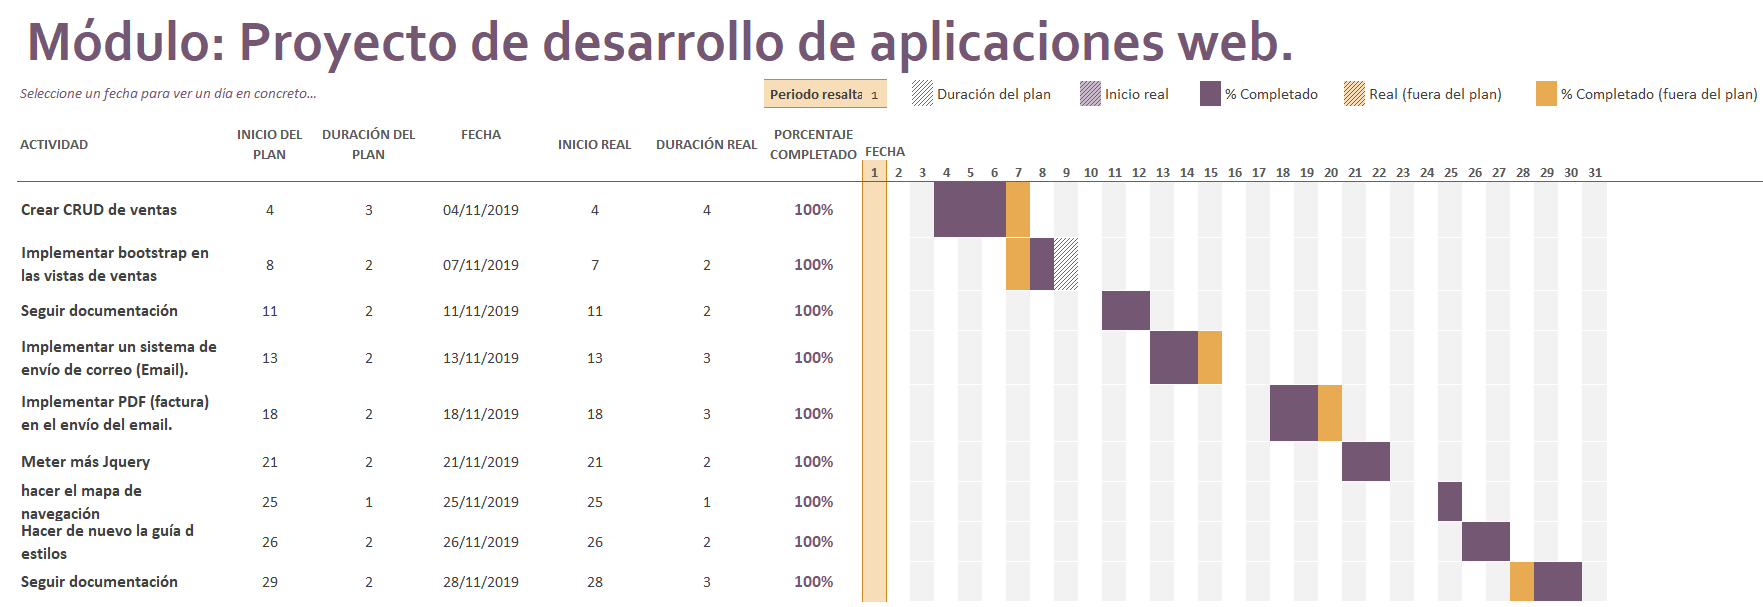 Módulo: Proyecto de desarrollo de aplicaciones web.
Seleccione un fecha para ver un día en concreto...
Periodo resalta 1
Duración del plan
Inicio real
% Completado
Real (fuera del plan)
% Completado (fuera del plan)
ACTIVIDAD
INICIO DEL
PLAN
DURACIÓN DEL
PLAN
FECHA
INICIO REAL
DURACIÓN REAL
PORCENTAJE
COMPLETADO
FECHA
1 2 3 4 5 6 7 8 9 10 11 12 13 14 15 16 17 18 19 20 21 22 23 24 25 26 27 28 29 30 31
Crear CRUD de ventas 4 3 04/11/2019 4 4 100%
Implementar bootstrap en
las vistas de ventas
8 2 07/11/2019 7 2 100%
Seguir documentación 11 2 11/11/2019 11 2 100%
Implementar un sistema de
envío de correo (Email).
13 2 13/11/2019 13 3 100%
Implementar PDF (factura)
en el envío del email.
18 2 18/11/2019 18 3 100%
Meter más Jquery 21 2 21/11/2019 21 2 100%
hacer el mapa de
navegación
25 1 25/11/2019 25 1 100%
Hacer de nuevo la guía d
estilos
26 2 26/11/2019 26 2 100%
Seguir documentación 29 2 28/11/2019 28 3 100%